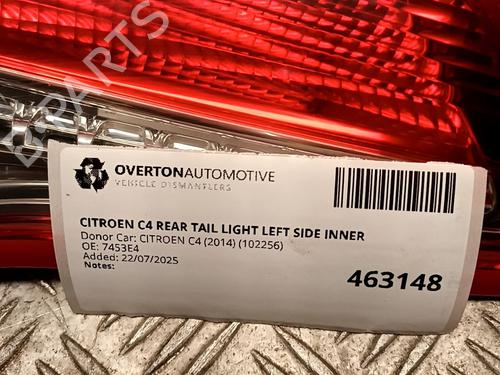 B-PARTS
OVERTONAUTOMOTIVE
VEHICLE DISMANTLERS
CITROEN C4 REAR TAIL LIGHT LEFT SIDE INNER
Donor Car: CITROEN C4 (2014) (102256)
OE: 7453E4
Added: 22/07/2025
Notes:
463148